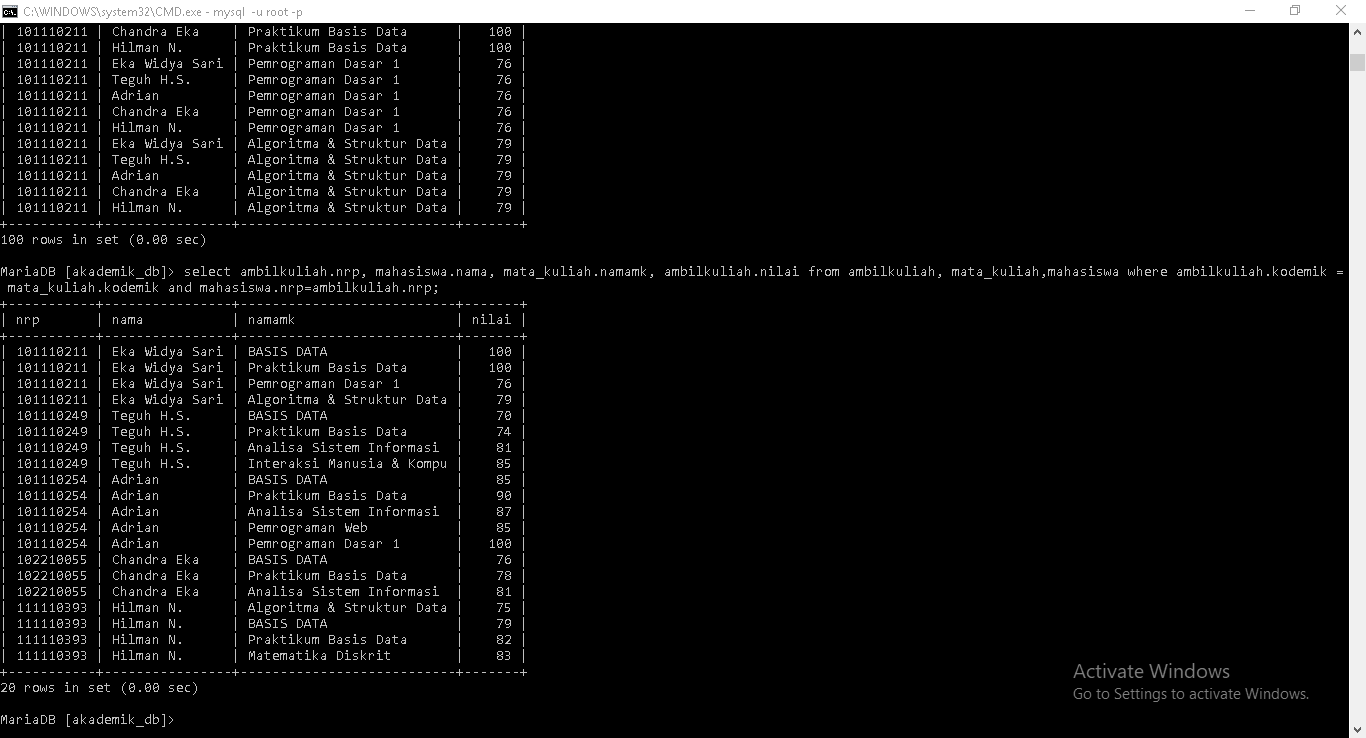 C:\WINDOWS\system32\CMD.exe - mysql -u root -p
| 101110211 | Chandra Eka    | Praktikum Basis Data       |   100 |
| 101110211 | Hilman N.      | Praktikum Basis Data       |   100 |
| 101110211 | Eka Widya Sari | Pemrograman Dasar 1        |    76 |
| 101110211 | Teguh H.S.     | Pemrograman Dasar 1        |    76 |
| 101110211 | Adrian         | Pemrograman Dasar 1        |    76 |
| 101110211 | Chandra Eka    | Pemrograman Dasar 1        |    76 |
| 101110211 | Hilman N.      | Pemrograman Dasar 1        |    76 |
| 101110211 | Eka Widya Sari | Algoritma & Struktur Data |    79 |
| 101110211 | Teguh H.S.     | Algoritma & Struktur Data |    79 |
| 101110211 | Adrian         | Algoritma & Struktur Data |    79 |
| 101110211 | Chandra Eka    | Algoritma & Struktur Data |    79 |
| 101110211 | Hilman N.      | Algoritma & Struktur Data |    79 |
+-----------+----------------+---------------------------+-------+
100 rows in set (0.00 sec)
MariaDB [akademik_db]> select ambilkuliah.nrp, mahasiswa.nama, mata_kuliah.namamk, ambilkuliah.nilai from ambilkuliah, mata_kuliah,mahasiswa where ambilkuliah.kodemik =
mata_kuliah.kodemik and mahasiswa.nrp=ambilkuliah.nrp;
+-----------+----------------+---------------------------+-------+
| nrp       | nama           | namamk                    | nilai |
+-----------+----------------+---------------------------+-------+
| 101110211 | Eka Widya Sari | BASIS DATA                |   100 |
| 101110211 | Eka Widya Sari | Praktikum Basis Data      |   100 |
| 101110211 | Eka Widya Sari | Pemrograman Dasar 1       |    76 |
| 101110211 | Eka Widya Sari | Algoritma & Struktur Data |    79 |
| 101110249 | Teguh H.S.     | BASIS DATA                |    70 |
| 101110249 | Teguh H.S.     | Praktikum Basis Data      |    74 |
| 101110249 | Teguh H.S.     | Analisa Sistem Informasi  |    81 |
| 101110249 | Teguh H.S.     | Interaksi Manusia & Kompu |    85 |
| 101110254 | Adrian         | BASIS DATA                |    85 |
| 101110254 | Adrian         | Praktikum Basis Data      |    90 |
| 101110254 | Adrian         | Analisa Sistem Informasi  |    87 |
| 101110254 | Adrian         | Pemrograman Web           |    85 |
| 101110254 | Adrian         | Pemrograman Dasar 1       |   100 |
| 102210055 | Chandra Eka    | BASIS DATA                |    76 |
| 102210055 | Chandra Eka    | Praktikum Basis Data      |    78 |
| 102210055 | Chandra Eka    | Analisa Sistem Informasi  |    81 |
| 111110393 | Hilman N.      | Algoritma & Struktur Data |    75 |
| 111110393 | Hilman N.      | BASIS DATA                |    79 |
| 111110393 | Hilman N.      | Praktikum Basis Data      |    82 |
| 111110393 | Hilman N.      | Matematika Diskrit        |    83 |
+-----------+----------------+---------------------------+-------+
20 rows in set (0.00 sec)
MariaDB [akademik_db]>
Activate Windows
Go to Settings to activate Windows.